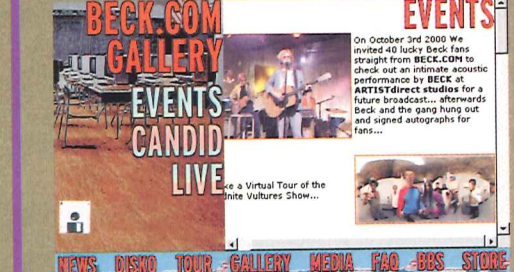 BECK.COM
GALLERY
EVENTS
CANDID
LIVE
EVENTS
On October 3rd 2000 We
invited 40 lucky Beck fans
straight from BECK.COM to
check out an intimate acoustic
performance by BECK at
ARTISTdirect studios for a
future broadcast... afterwards
Beck and the gang hung out
and signed autographs for
fans...
ke a Virtual Tour of the
dnite Vultures Show...
NEWS DISKO TOUR GALLERY MEDIA FAQ BBS STORE